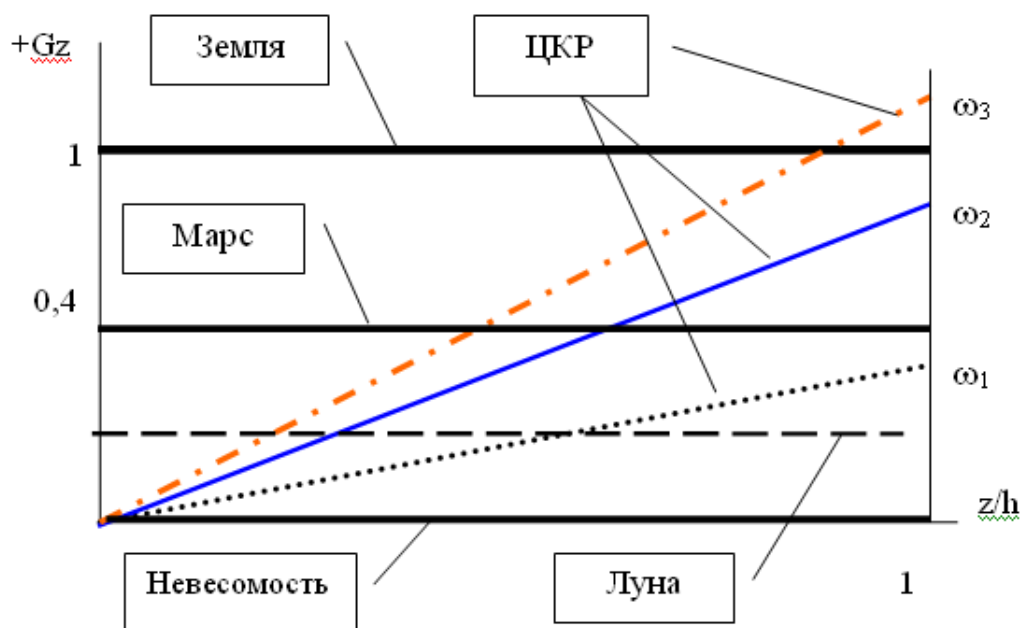 +Gz
Земля
ЦКР
ω3
1
Марс
ω2
0,4
ω1
z/h
Невесомость
Луна
1